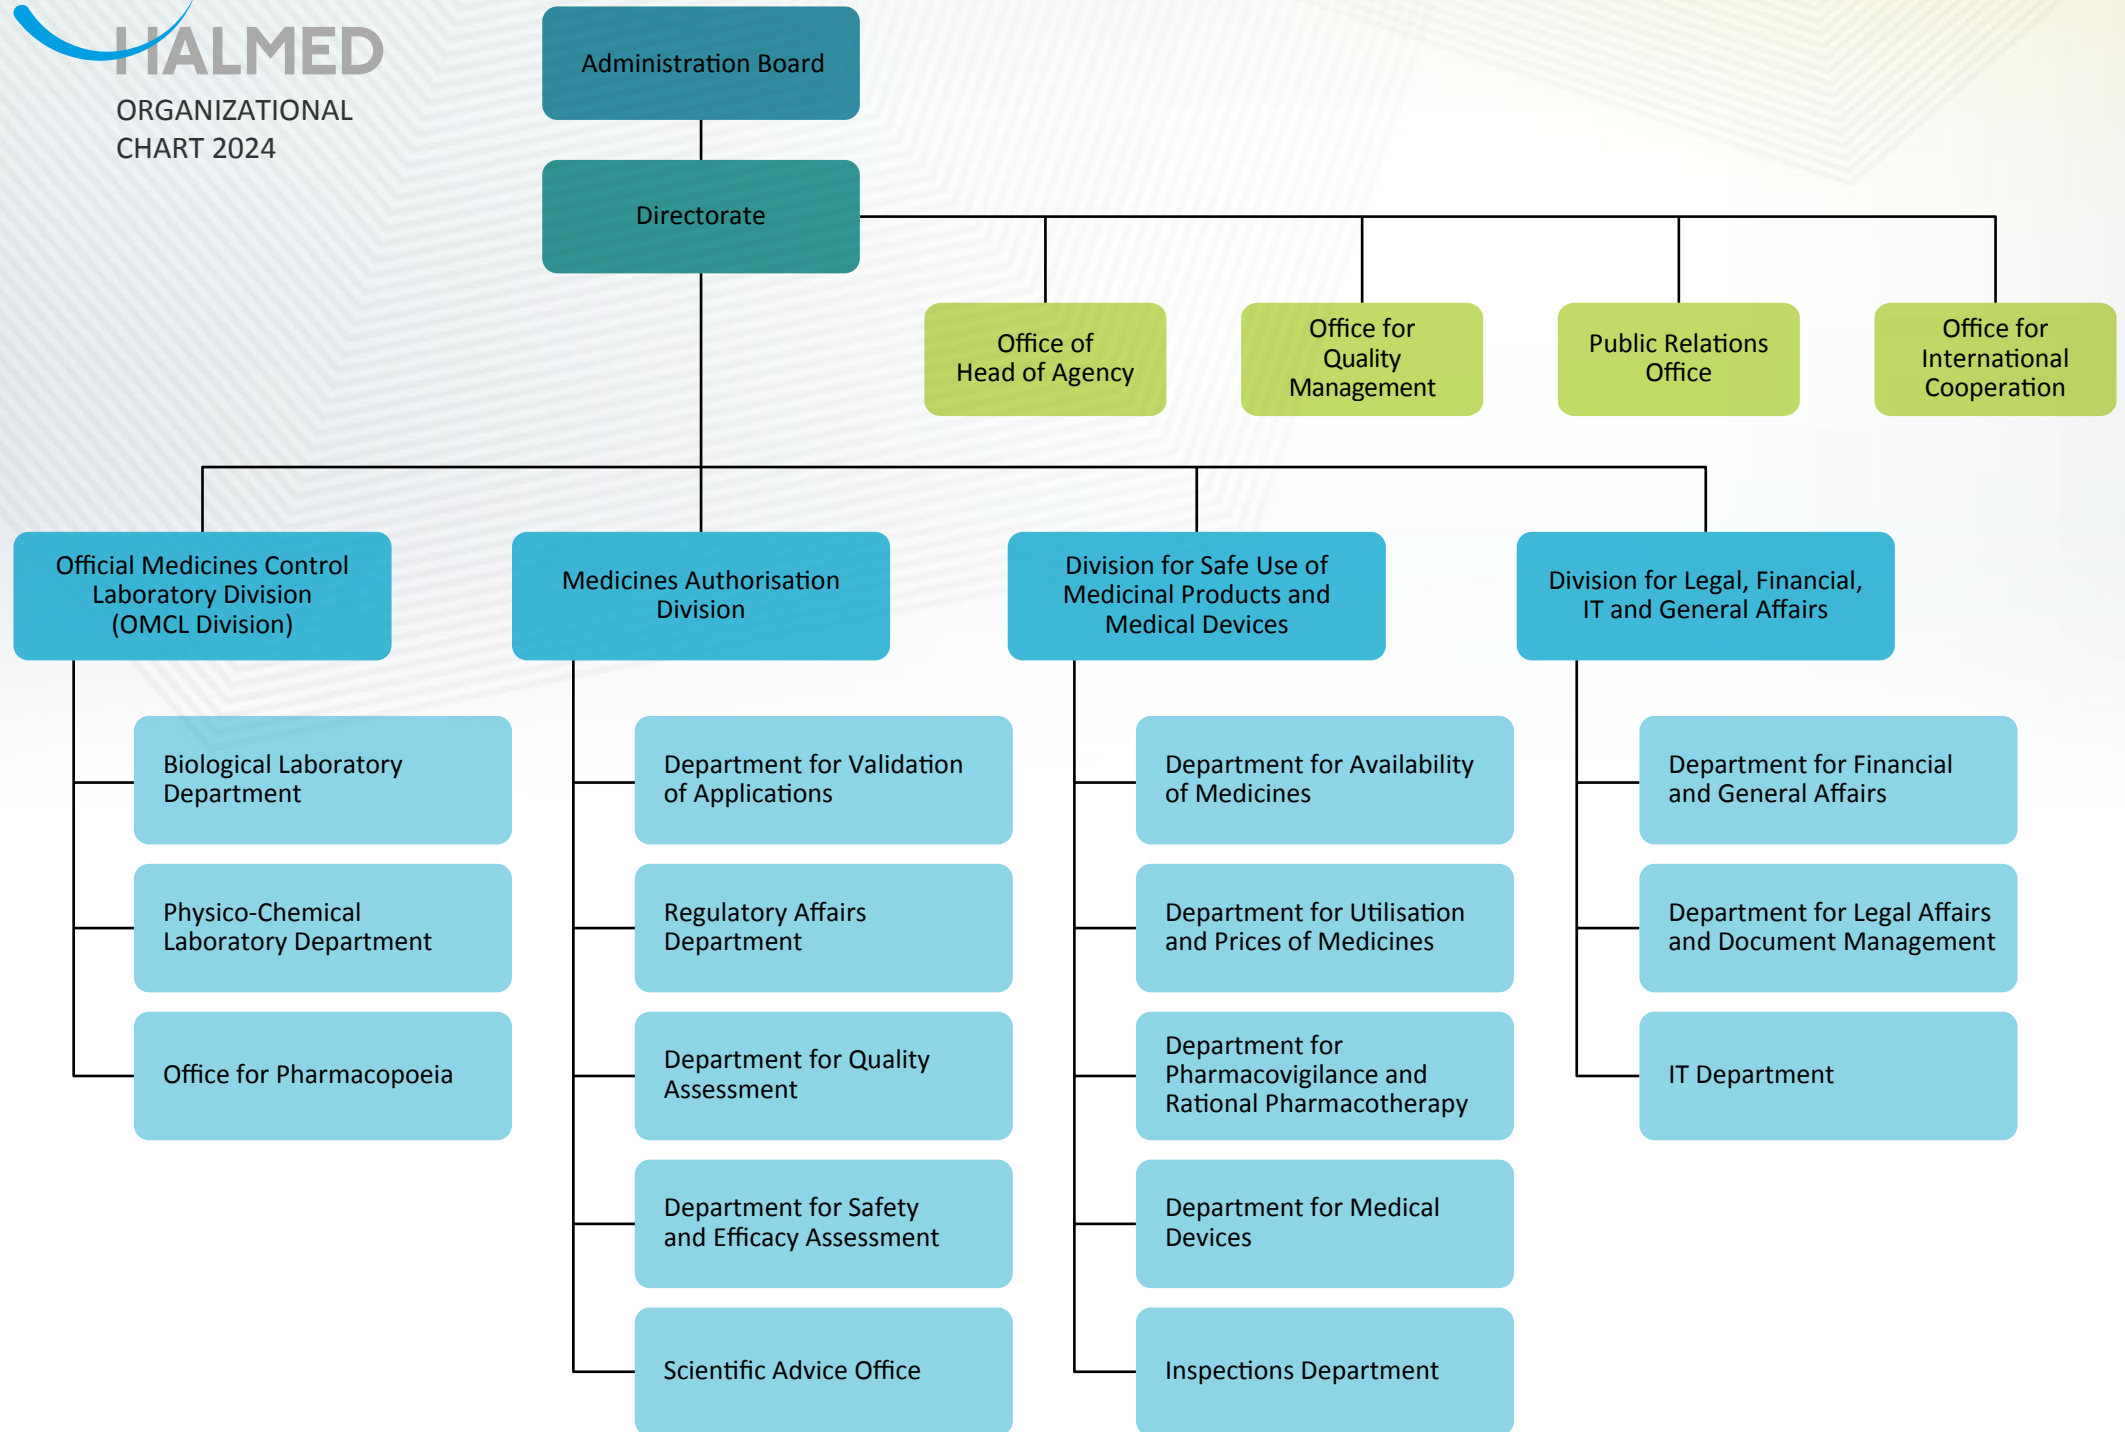 HALMED
ORGANIZATIONAL
CHART 2024
Administration Board
Directorate
Office of
Head of Agency
Office for
Quality
Management
Public Relations
Office
Office for
International
Cooperation
Official Medicines Control
Laboratory Division
(OMCL Division)
Medicines Authorisation
Division
Division for Safe Use of
Medicinal Products and
Medical Devices
Division for Legal, Financial,
IT and General Affairs
Biological Laboratory
Department
Physico-Chemical
Laboratory Department
Office for Pharmacopoeia
Department for Validation
of Applications
Regulatory Affairs
Department
Department for Quality
Assessment
Department for Safety
and Efficacy Assessment
Scientific Advice Office
Department for Availability
of Medicines
Department for Utilisation
and Prices of Medicines
Department for
Pharmacovigilance and
Rational Pharmacotherapy
Department for Medical
Devices
Inspections Department
Department for Financial
and General Affairs
Department for Legal Affairs
and Document Management
IT Department